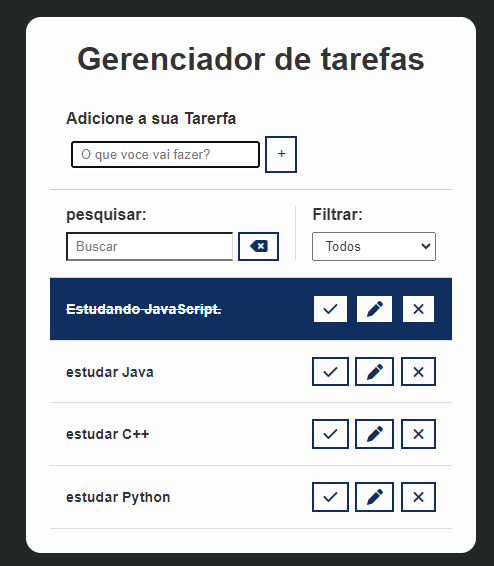 Gerenciador de tarefas
Adicione a sua Tarerfa
O que voce vai fazer?
+
pesquisar:
Filtrar:
Buscar
Todos
Estudando JavaScript.
estudar Java
estudar C++
estudar Python